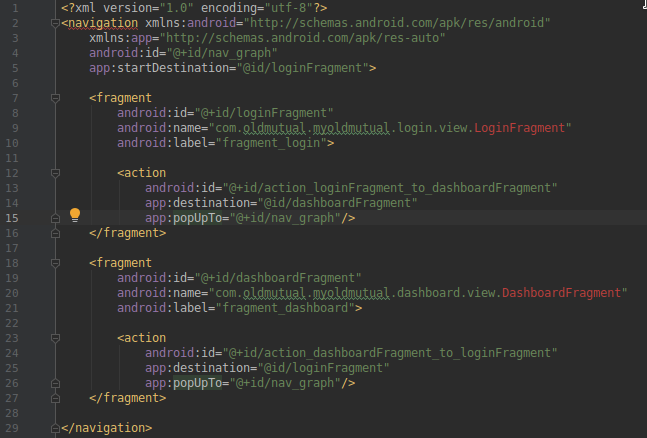 1 <?xml version="1.0" encoding="utf-8"?>
2 <navigation xmlns:android="http://schemas.android.com/apk/res/android"
3     xmlns:app="http://schemas.android.com/apk/res-auto"
4     android:id="@+id/nav_graph"
5     app:startDestination="@id/loginFragment">
6
7     <fragment
8         android:id="@+id/loginFragment"
9         android:name="com.oldmutual.myoldmutual.login.view.LoginFragment"
10         android:label="fragment_login">
11
12         <action
13             android:id="@+id/action_loginFragment_to_dashboardFragment"
14             app:destination="@id/dashboardFragment"
15             app:popUpTo="@+id/nav_graph"/>
16     </fragment>
17
18     <fragment
19         android:id="@+id/dashboardFragment"
20         android:name="com.oldmutual.myoldmutual.dashboard.view.DashboardFragment"
21         android:label="fragment_dashboard">
22
23         <action
24             android:id="@+id/action_dashboardFragment_to_loginFragment"
25             app:destination="@id/loginFragment"
26             app:popUpTo="@+id/nav_graph"/>
27     </fragment>
28
29 </navigation>